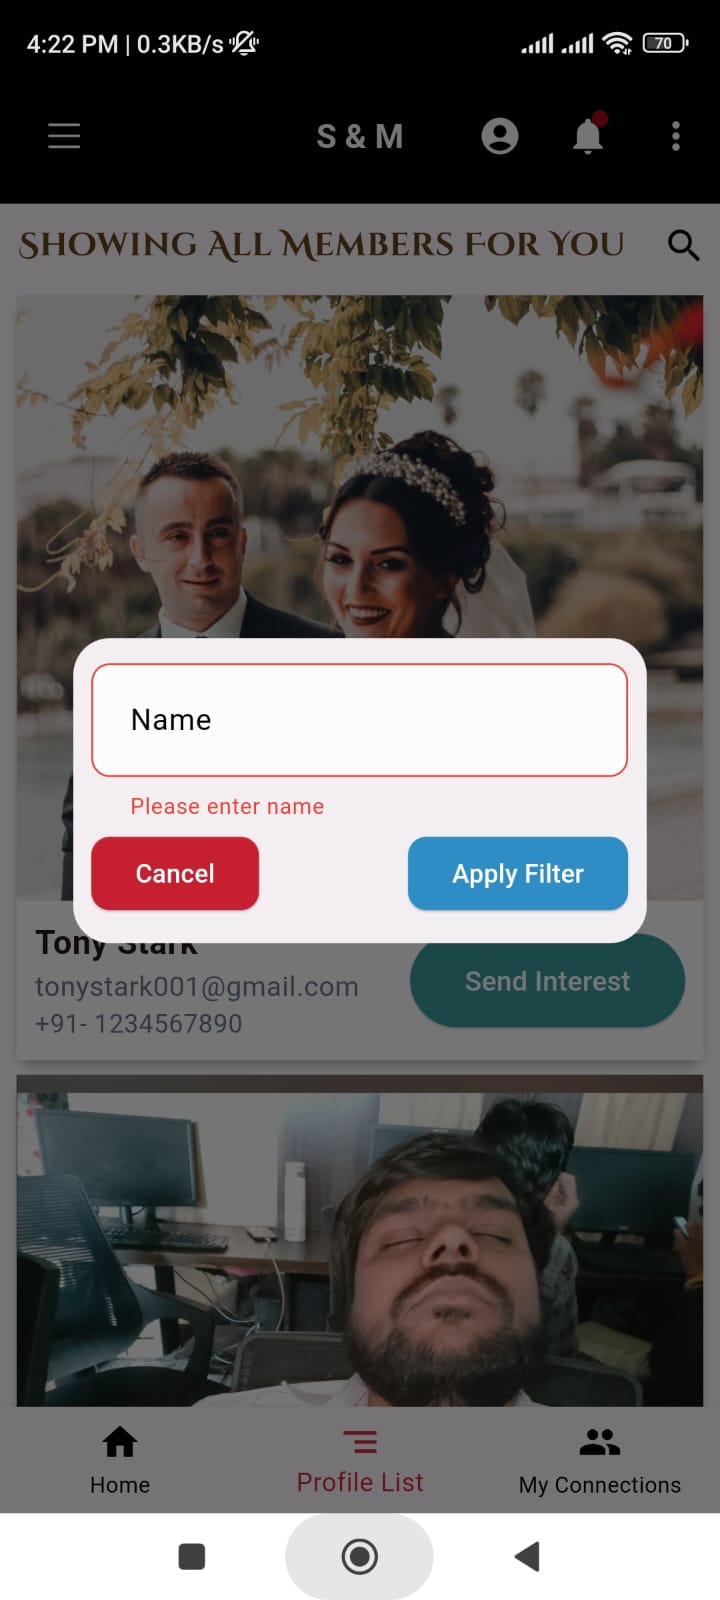 4:22 PM | 0.3KB/s
70
S & M
Showing All Members For You
Name
Please enter name
Cancel
Apply Filter
Tony Stark
tonystark001@gmail.com
+91- 1234567890
Send Interest
Home
Profile List
My Connections